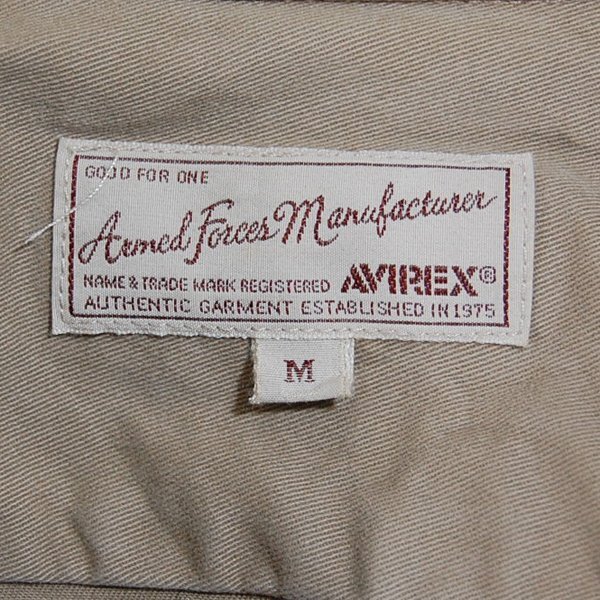 GOOD FOR ONE
Armed Forces Manufacturer
NAME & TRADE MARK REGISTERED AVIREX®
AUTHENTIC GARMENT ESTABLISHED IN 1975
M